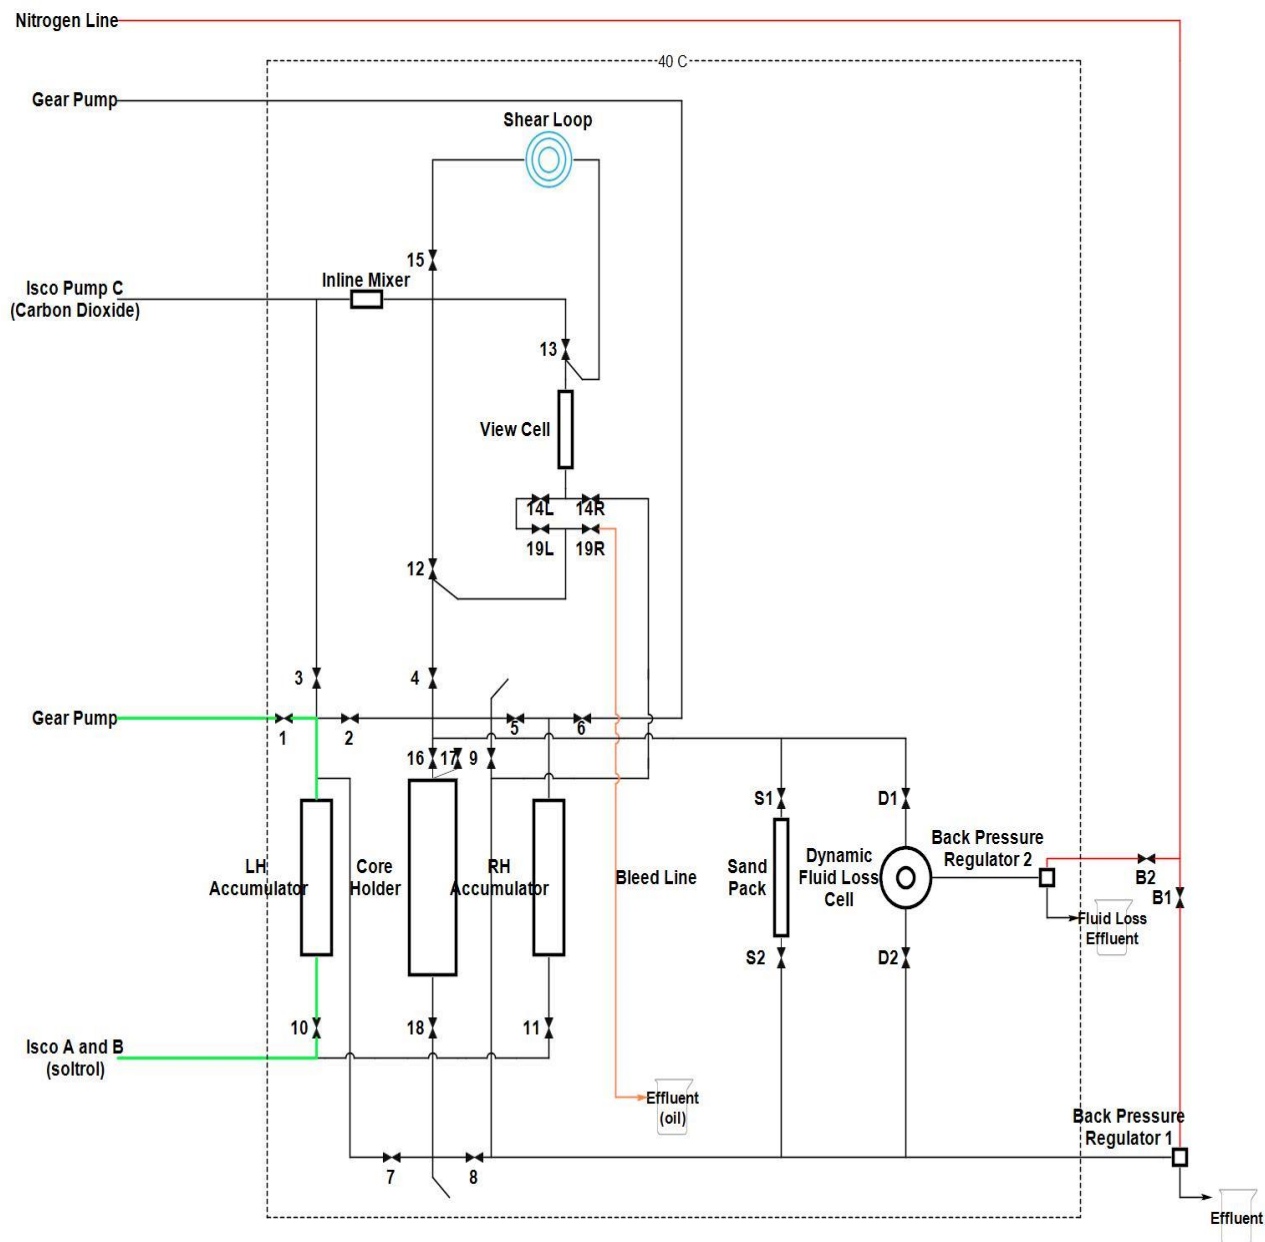 Nitrogen Line
40 C
Gear Pump
Shear Loop
15
Inline Mixer
Isco Pump C
(Carbon Dioxide)
13
View Cell
14L
14R
19L
19R
12
3
4
Gear Pump
1
2
5
6
16
17
9
S1
D1
LH
Accumulator
Core
Holder
RH
Accumulator
Bleed Line
Sand
Pack
Dynamic
Fluid Loss
Cell
Back Pressure
Regulator 2
B2
B1
Fluid Loss
Effluent
S2
D2
10
18
11
Isco A and B
(soltrol)
Effluent
(oil)
Back Pressure
Regulator 1
7
8
Effluent